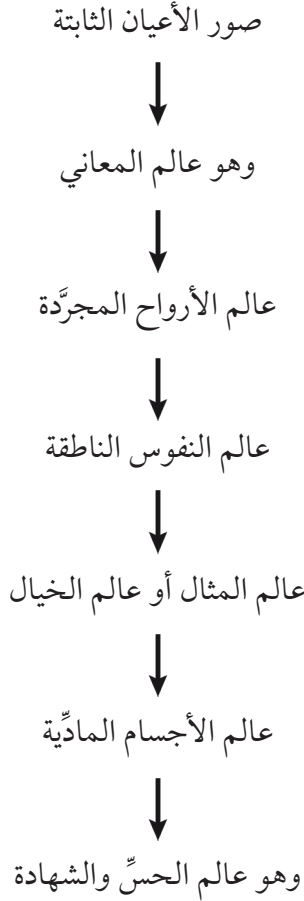 صور الأعيان الثابتة
وهو عالم المعاني
عالم الأرواح المجرَّدة
عالم النفوس الناطقة
عالم المثال أو عالم الخيال
عالم الأجسام المادِّية
وهو عالم الحسِّ والشهادة